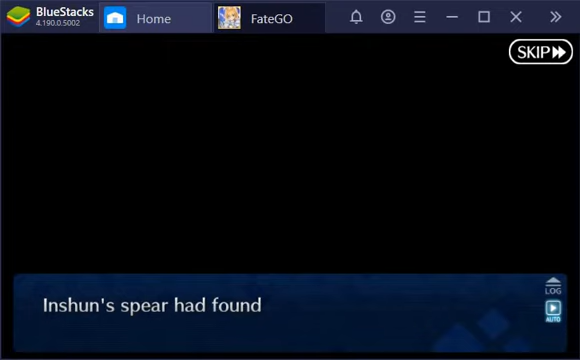 BlueStacks
4.190.0.5002
Home
FateGO
SKIP
Inshun's spear had found
LOG
AUTO